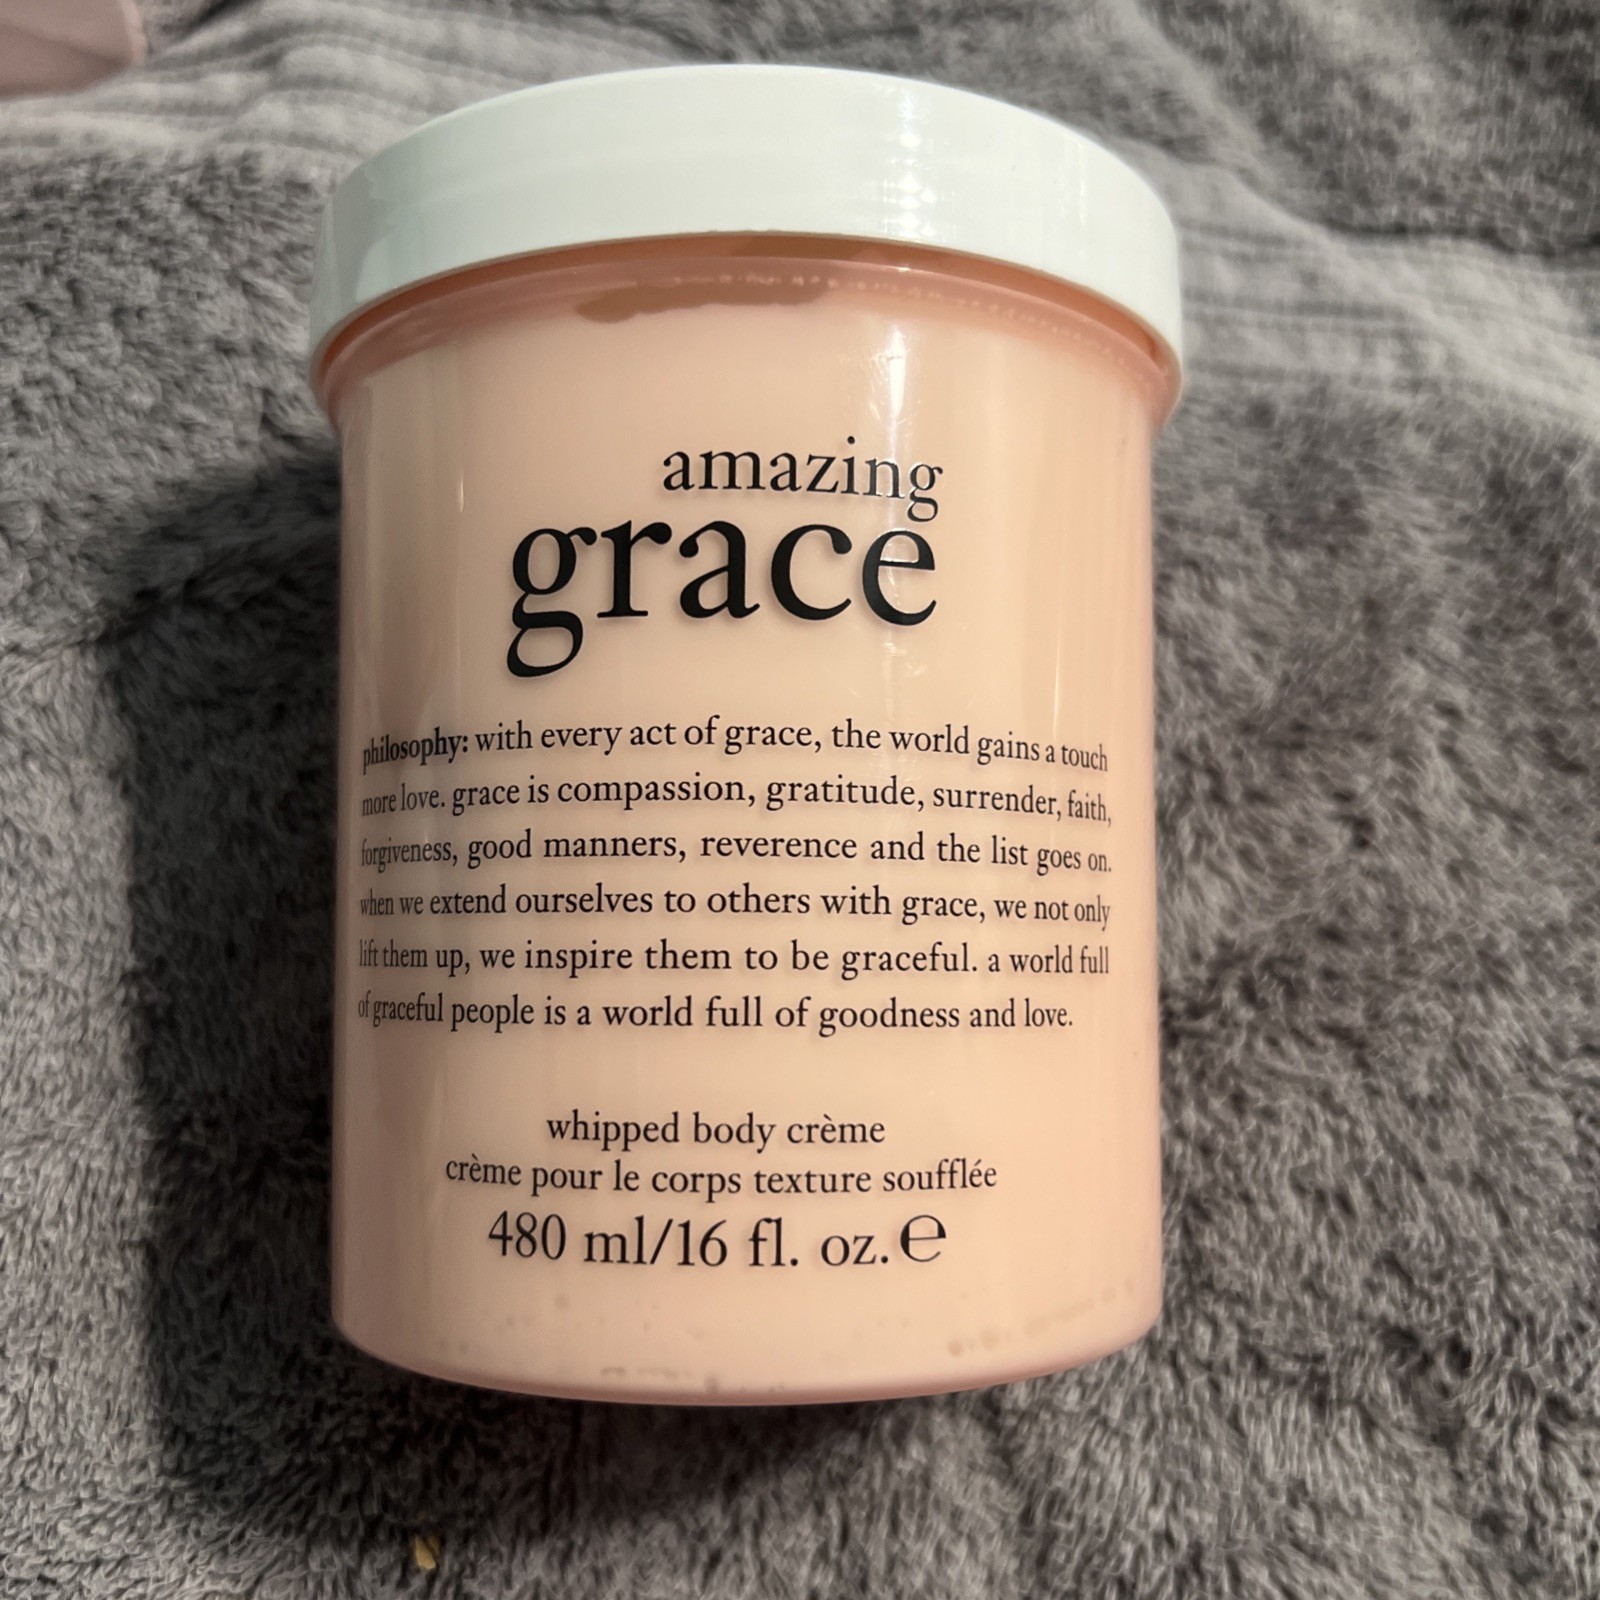 amazing
grace
philosophy: with every act of grace, the world gains a touch
more love. grace is compassion, gratitude, surrender, faith,
forgiveness, good manners, reverence and the list goes on.
when we extend ourselves to others with grace, we not only
lift them up, we inspire them to be graceful. a world full
of graceful people is a world full of goodness and love.
whipped body crème
crème pour le corps texture soufflée
480 ml/16 fl. oz. ℮